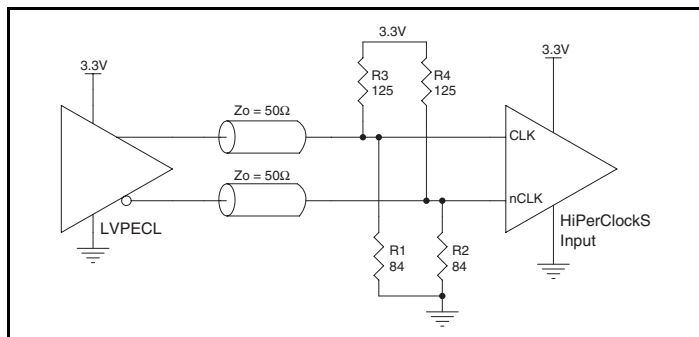 3.3V
3.3V
3.3V
R3
125
R4
125
Zo = 50Ω
CLK
Zo = 50Ω
nCLK
LVPECL
HiPerClockS
Input
R1
84
R2
84